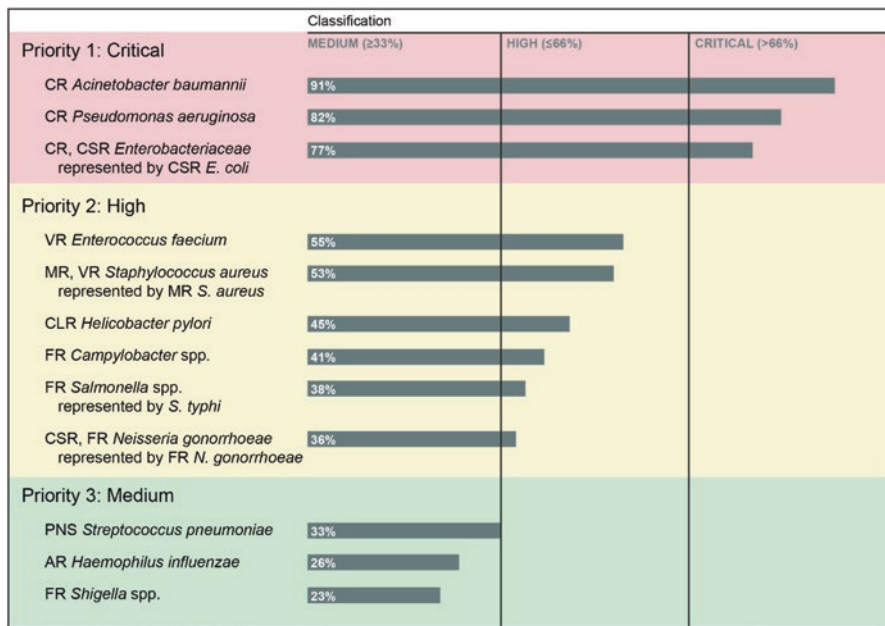 Classification
MEDIUM (≥33%) HIGH (≤66%) CRITICAL (>66%)
Priority 1: Critical
CR Acinetobacter baumannii 91%
CR Pseudomonas aeruginosa 82%
CR, CSR Enterobacteriaceae 77%
represented by CSR E. coli
Priority 2: High
VR Enterococcus faecium 55%
MR, VR Staphylococcus aureus 53%
represented by MR S. aureus
CLR Helicobacter pylori 45%
FR Campylobacter spp. 41%
FR Salmonella spp. 38%
represented by S. typhi
CSR, FR Neisseria gonorrhoeae 36%
represented by FR N. gonorrhoeae
Priority 3: Medium
PNS Streptococcus pneumoniae 33%
AR Haemophilus influenzae 26%
FR Shigella spp. 23%